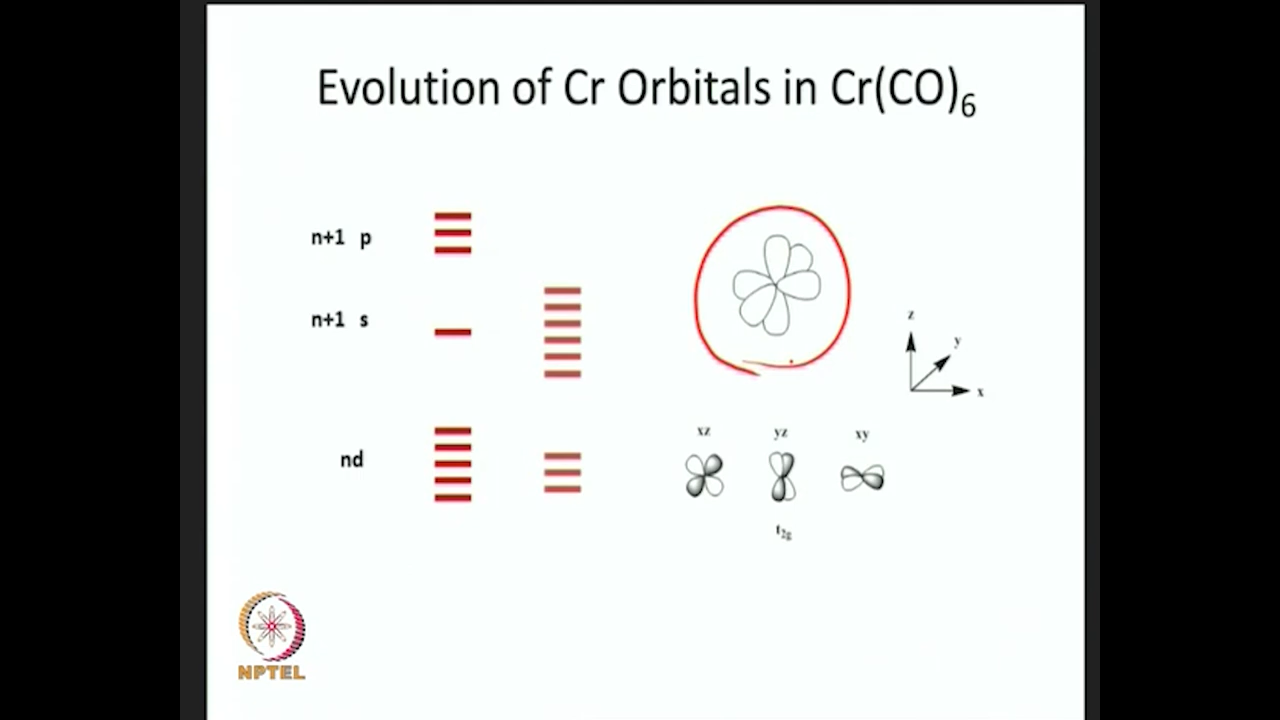 Evolution of Cr Orbitals in Cr(CO)₆
n+1 p
n+1 s
nd
z
y
x
xz yz xy
t₂g
NPTEL